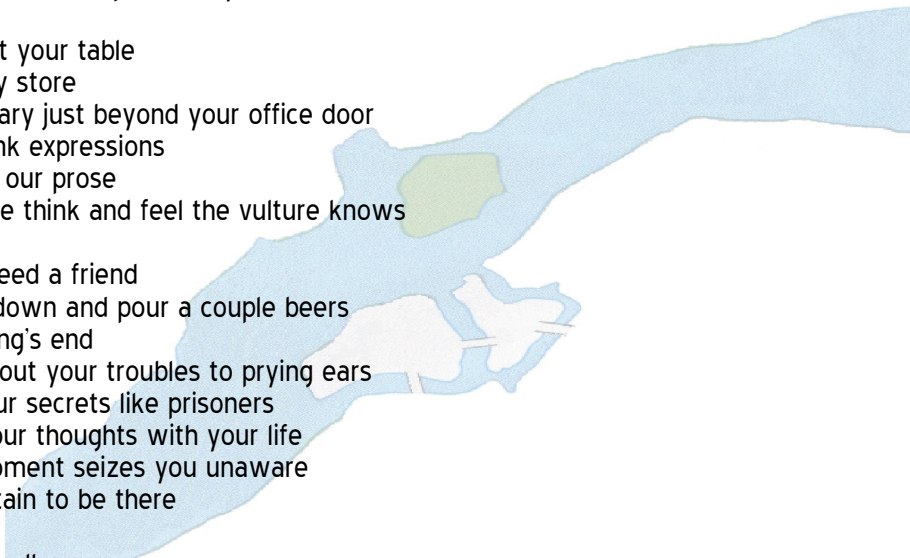 t your table
y store
ary just beyond your office door
nk expressions
our prose
e think and feel the vulture knows
eed a friend
down and pour a couple beers
ng's end
out your troubles to prying ears
ur secrets like prisoners
our thoughts with your life
oment seizes you unaware
tain to be there